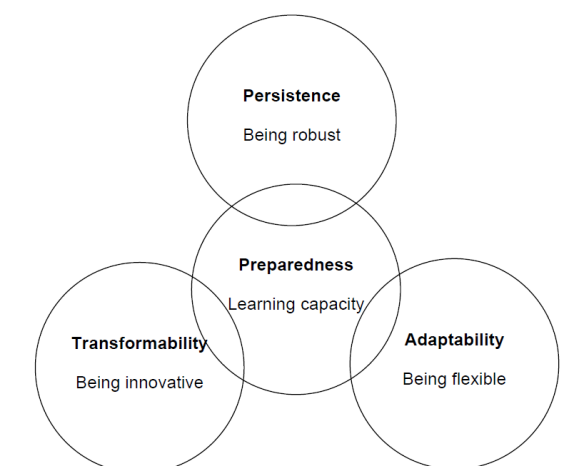 Persistence
Being robust
Preparedness
Learning capacity
Transformability
Being innovative
Adaptability
Being flexible